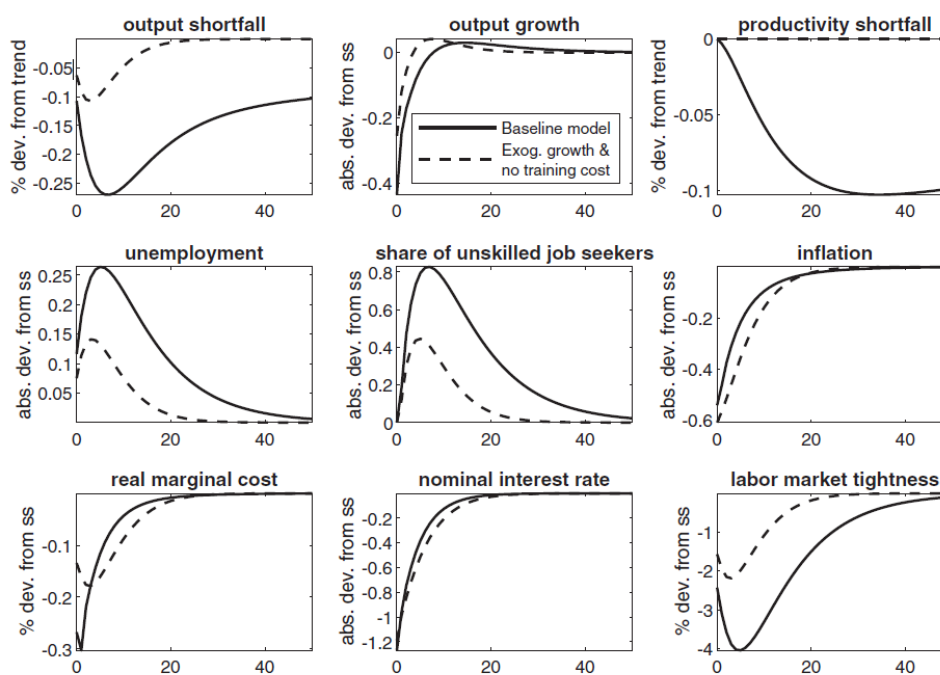 output shortfall
% dev. from trend
-0.05
-0.1
-0.15
-0.2
-0.25
0 20 40
output growth
abs. dev. from ss
0
-0.2
-0.4
0 20 40
Baseline model
Exog. growth &
no training cost
productivity shortfall
% dev. from trend
0
-0.05
-0.1
0 20 40
unemployment
abs. dev. from ss
0.25
0.2
0.15
0.1
0.05
0 20 40
share of unskilled job seekers
abs. dev. from ss
0.8
0.6
0.4
0.2
0
0 20 40
inflation
abs. dev. from ss
-0.2
-0.4
-0.6
0 20 40
real marginal cost
% dev. from ss
-0.1
-0.2
-0.3
0 20 40
nominal interest rate
abs. dev. from ss
-0.2
-0.4
-0.6
-0.8
-1
-1.2
0 20 40
labor market tightness
% dev. from ss
-1
-2
-3
-4
0 20 40